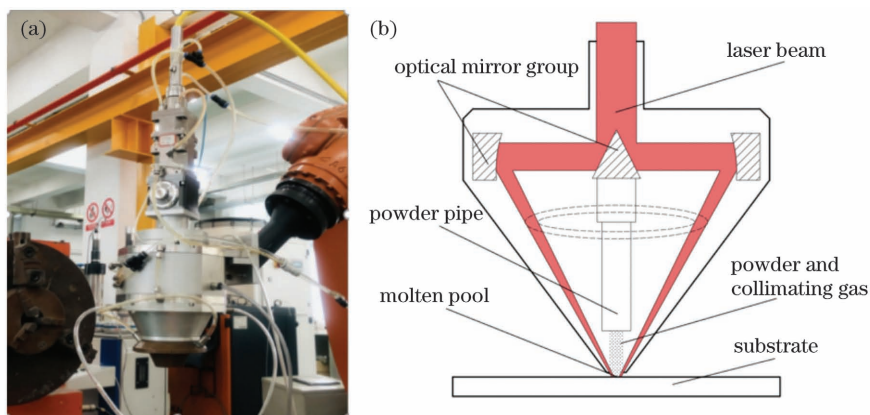 (a)
(b)
laser beam
optical mirror group
powder pipe
powder and
collimating gas
molten pool
substrate